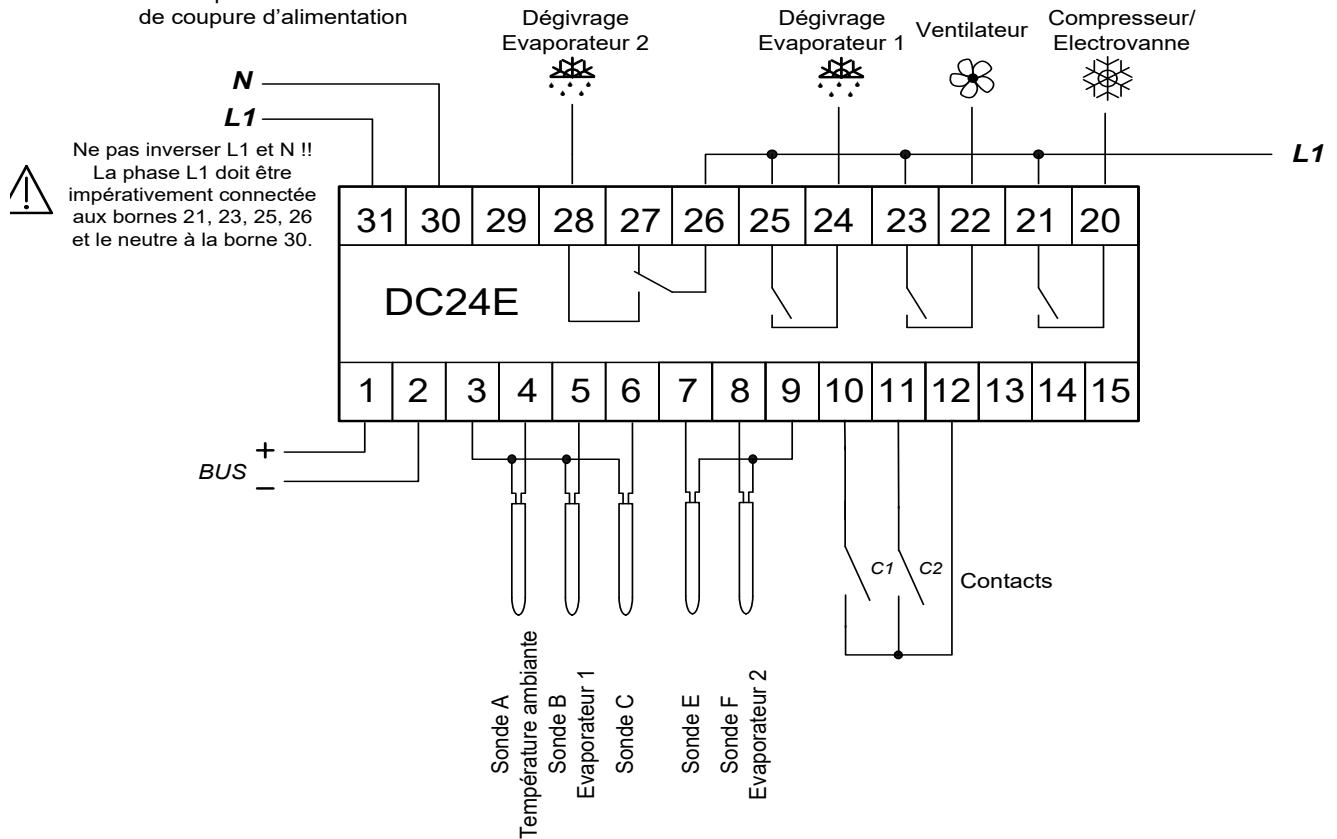 de coupure d’alimentation
Dégivrage
Evaporateur 2
Dégivrage
Evaporateur 1
Ventilateur
Compresseur/
Electrovanne
N
L1
L1
Ne pas inverser L1 et N !!
La phase L1 doit être
impérativement connectée
aux bornes 21, 23, 25, 26
et le neutre à la borne 30.
31 30 29 28 27 26 25 24 23 22 21 20
DC24E
1 2 3 4 5 6 7 8 9 10 11 12 13 14 15
BUS
+
−
C1
C2
Contacts
Sonde A
Température ambiante
Sonde B
Evaporateur 1
Sonde C
Sonde E
Sonde F
Evaporateur 2